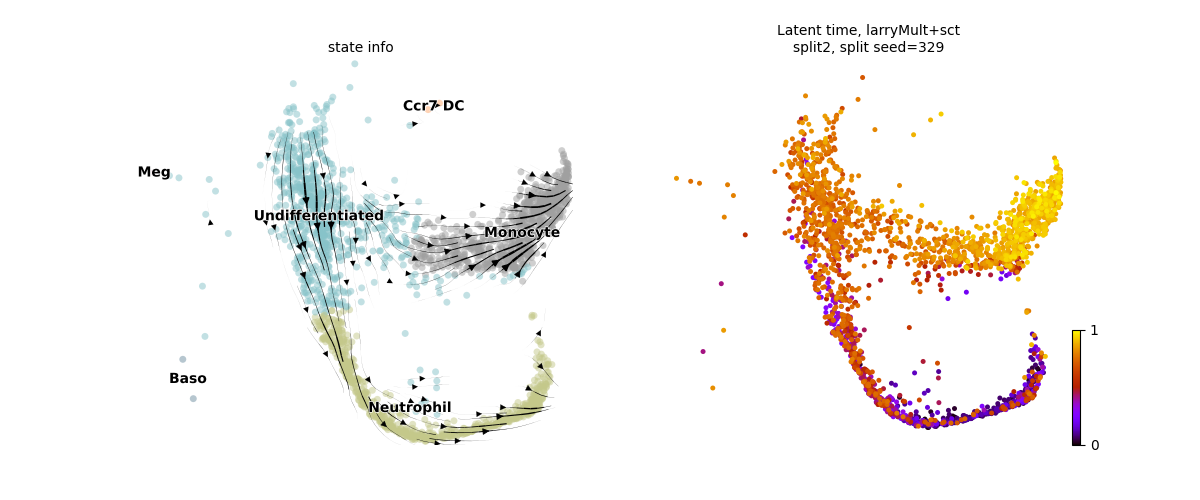 state info
Latent time, larryMult+sct
split2, split seed=329
Ccr7 DC
Meg
Undifferentiated
Monocyte
Baso
Neutrophil
1
0